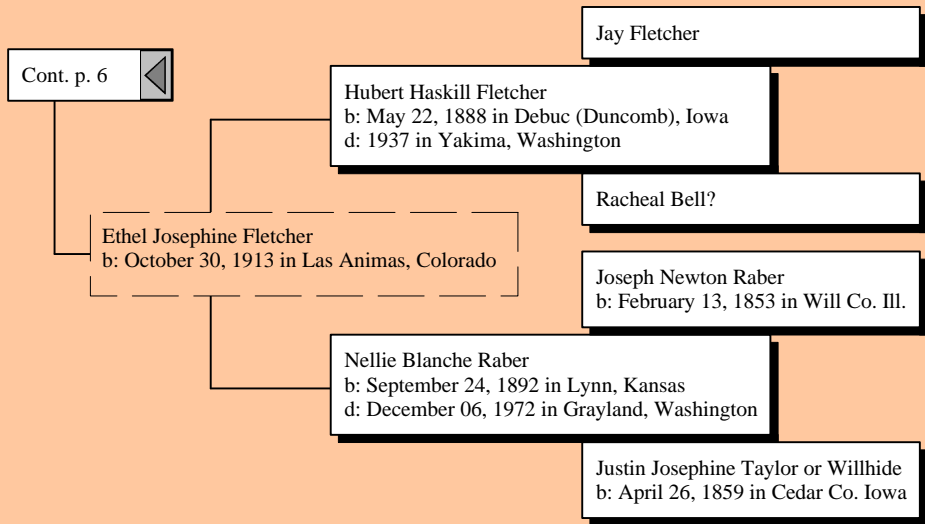 Jay Fletcher
Cont. p. 6
Hubert Haskill Fletcher
b: May 22, 1888 in Debuc (Duncomb), Iowa
d: 1937 in Yakima, Washington
Racheal Bell?
Ethel Josephine Fletcher
b: October 30, 1913 in Las Animas, Colorado
Joseph Newton Raber
b: February 13, 1853 in Will Co. Ill.
Nellie Blanche Raber
b: September 24, 1892 in Lynn, Kansas
d: December 06, 1972 in Grayland, Washington
Justin Josephine Taylor or Willhide
b: April 26, 1859 in Cedar Co. Iowa